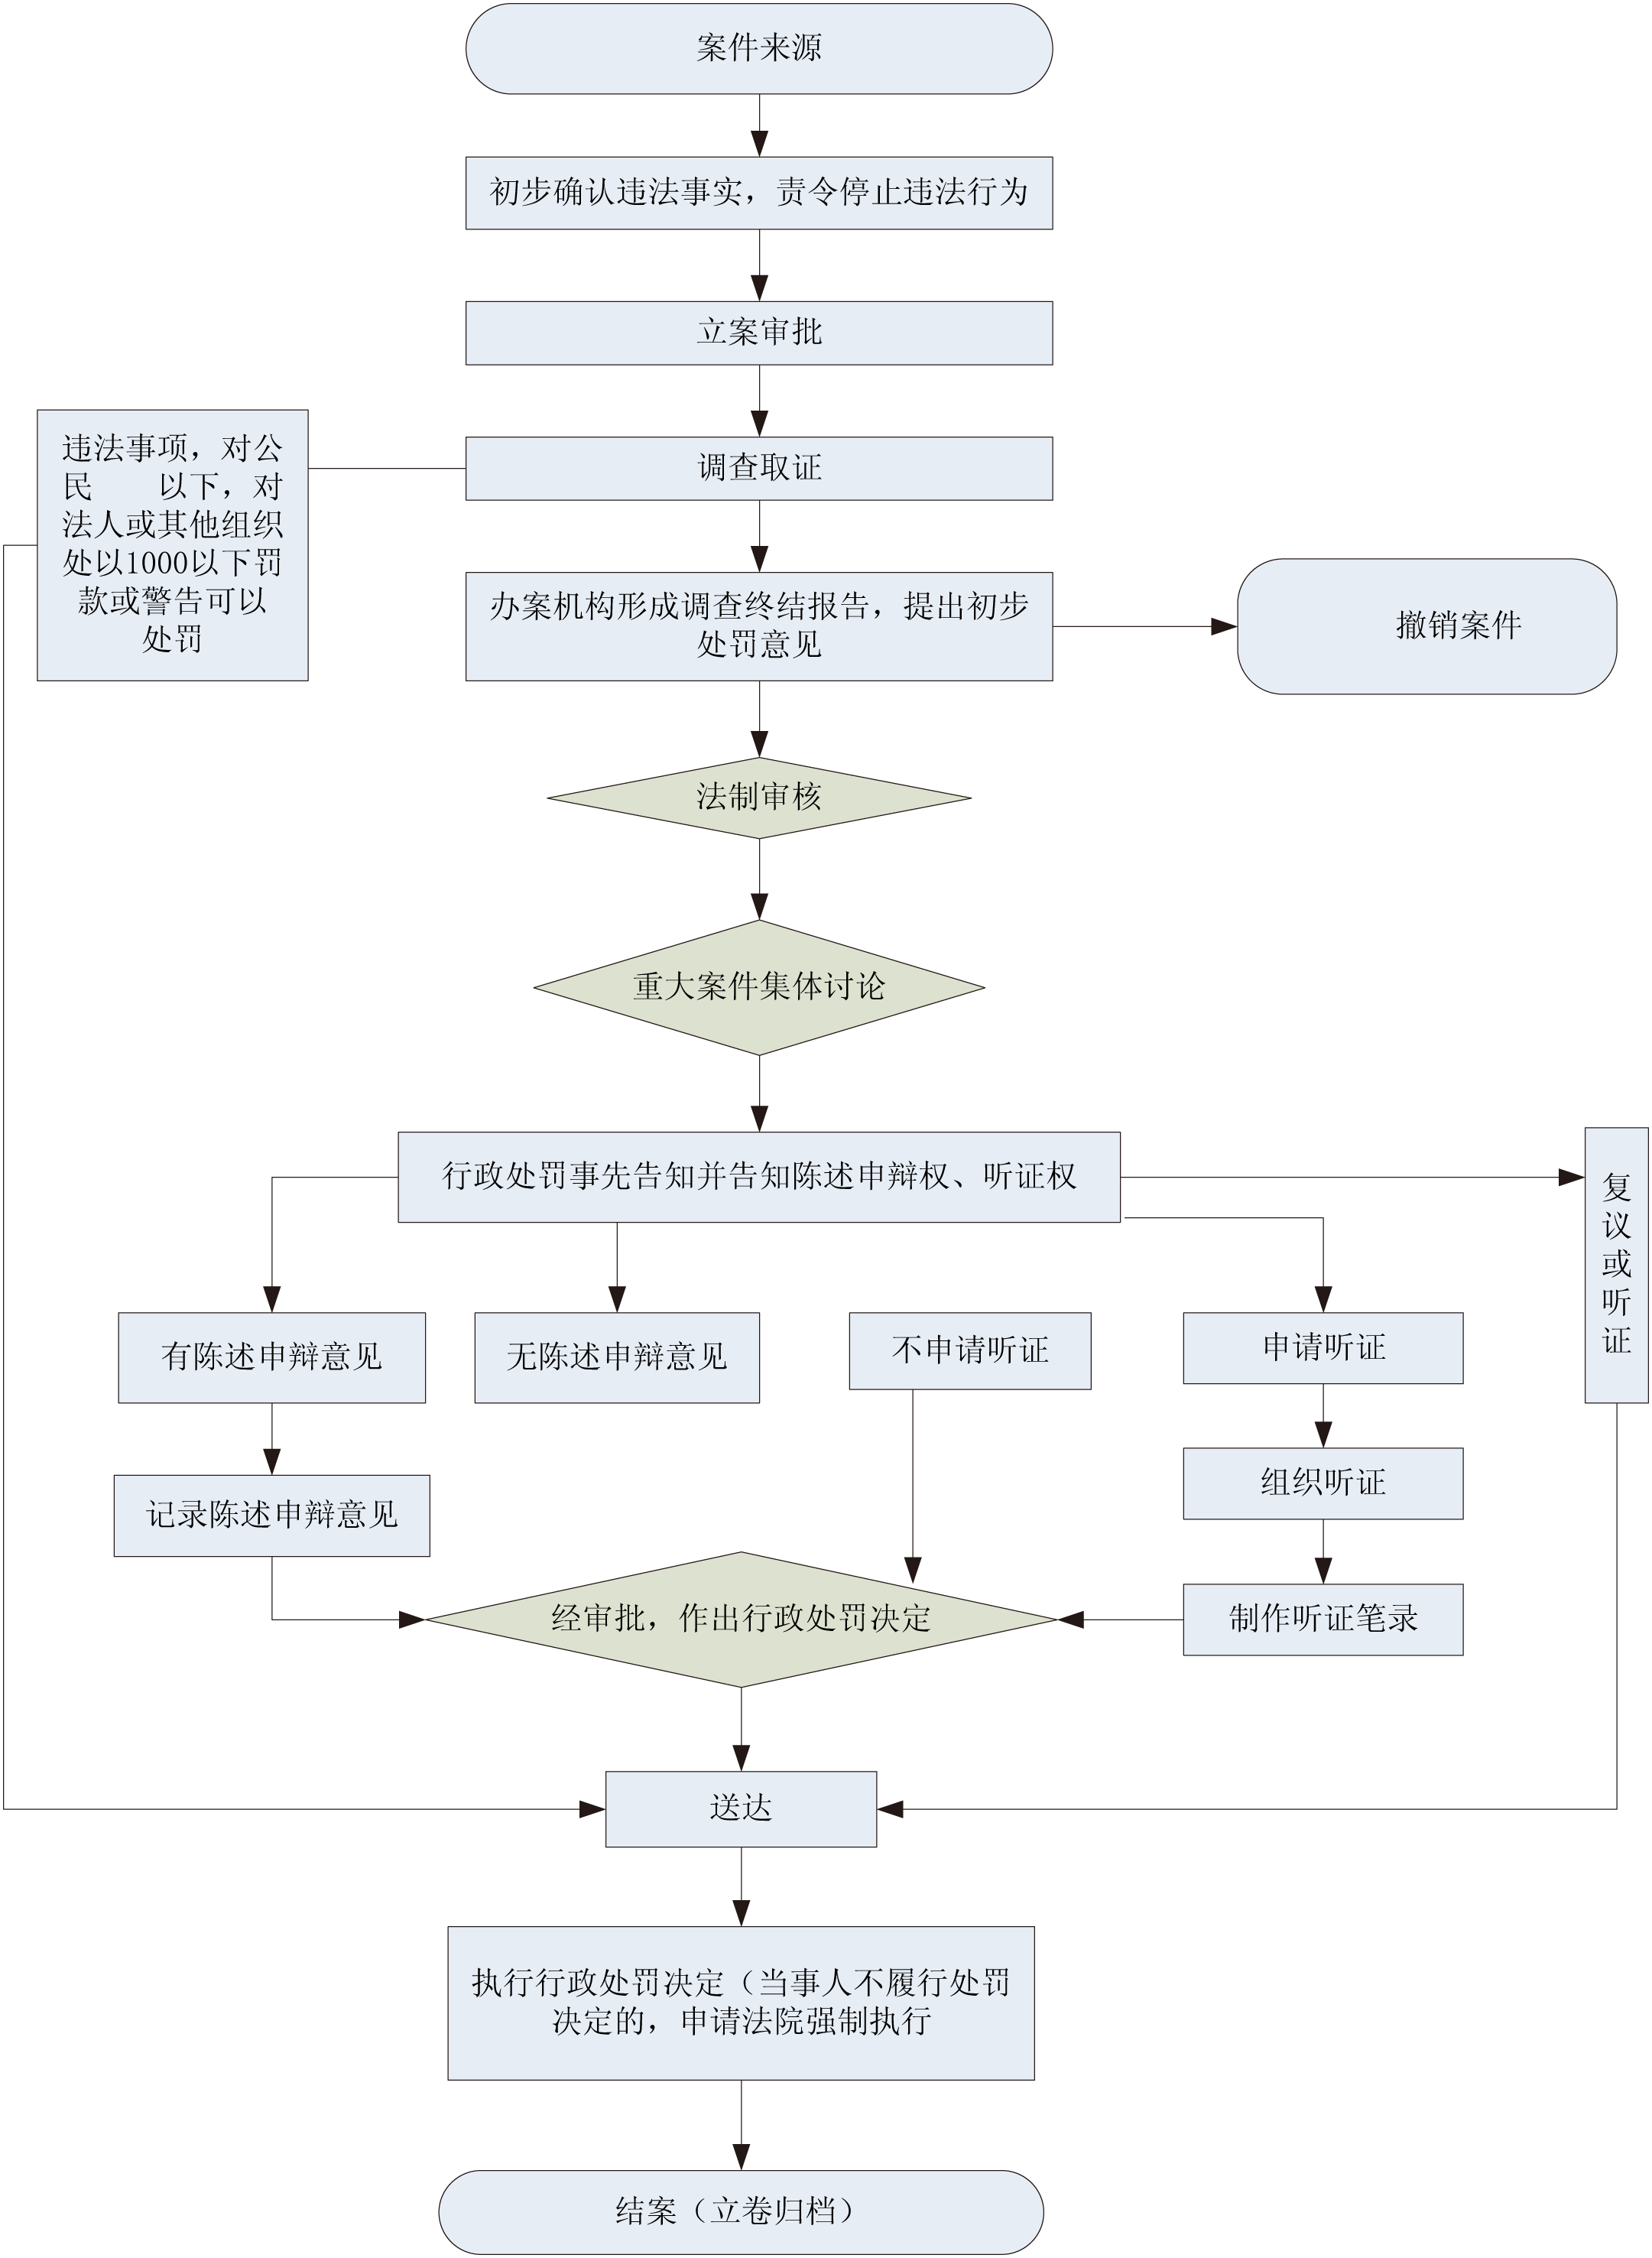 案件来源
初步确认违法事实，责令停止违法行为
立案审批
违法事项，对公
民　　以下，对
法人或其他组织
处以1000以下罚
款或警告可以
处罚
调查取证
办案机构形成调查终结报告，提出初步
处罚意见
撤销案件
法制审核
重大案件集体讨论
行政处罚事先告知并告知陈述申辩权、听证权
复
议
或
听
证
有陈述申辩意见
无陈述申辩意见
不申请听证
申请听证
记录陈述申辩意见
组织听证
经审批，作出行政处罚决定
制作听证笔录
送达
执行行政处罚决定（当事人不履行处罚
决定的，申请法院强制执行
结案（立卷归档）